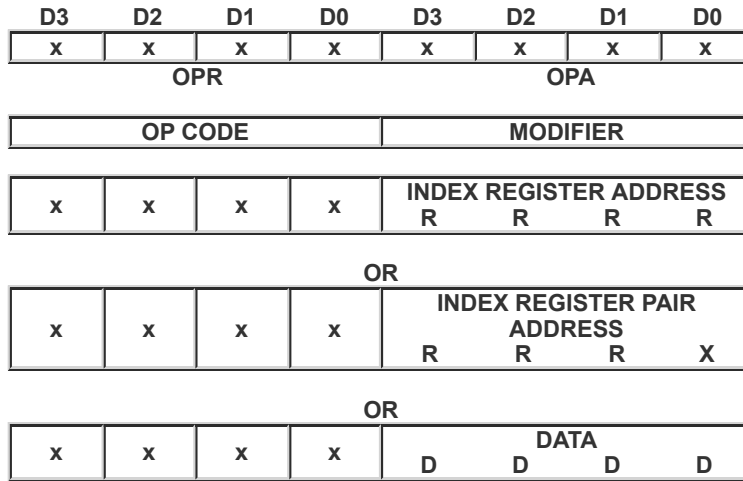 D3 D2 D1 D0 D3 D2 D1 D0
x x x x x x x x
OPR OPA
OP CODE MODIFIER
INDEX REGISTER ADDRESS
x x x x R R R R
OR
INDEX REGISTER PAIR
x x x x ADDRESS
R R R X
OR
DATA
x x x x D D D D